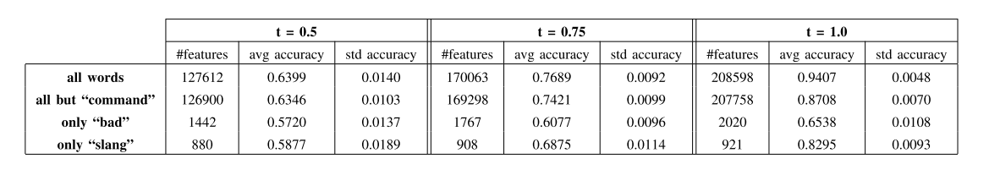 t = 0.5 t = 0.75 t = 1.0
#features avg accuracy std accuracy #features avg accuracy std accuracy #features avg accuracy std accuracy
all words 127612 0.6399 0.0140 170063 0.7689 0.0092 208598 0.9407 0.0048
all but “command” 126900 0.6346 0.0103 169298 0.7421 0.0099 207758 0.8708 0.0070
only “bad” 1442 0.5720 0.0137 1767 0.6077 0.0096 2020 0.6538 0.0108
only “slang” 880 0.5877 0.0189 908 0.6875 0.0114 921 0.8295 0.0093